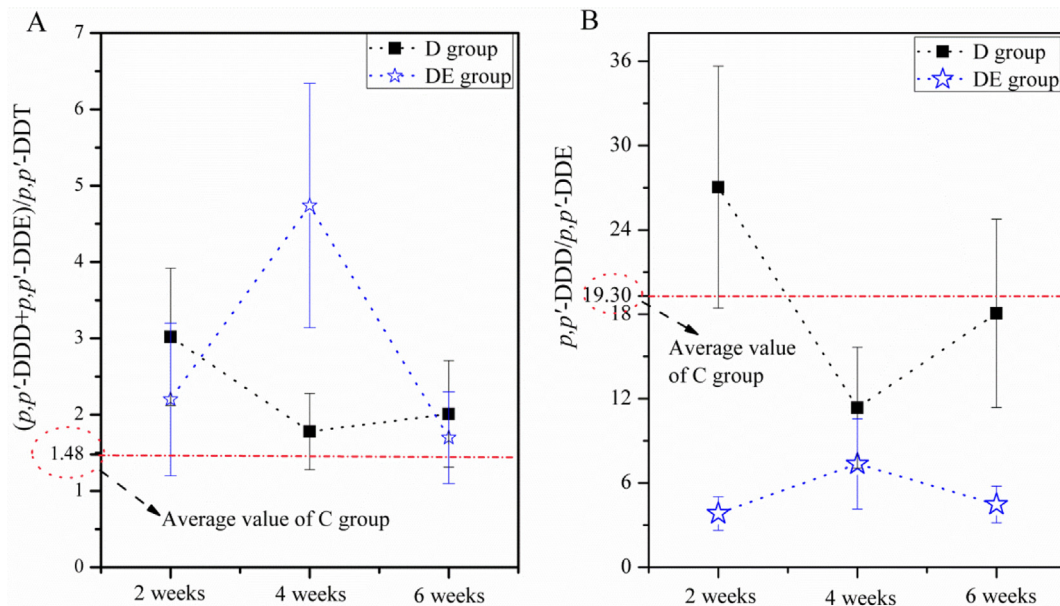 A
(p,p'-DDD+p,p'-DDE)/p,p'-DDT
7
6
5
4
3
2
1.48
1
0
D group
DE group
Average value of C group
2 weeks
4 weeks
6 weeks
B
p,p'-DDD/p,p'-DDE
36
30
24
19.30
18
12
6
0
D group
DE group
Average value
of C group
2 weeks
4 weeks
6 weeks